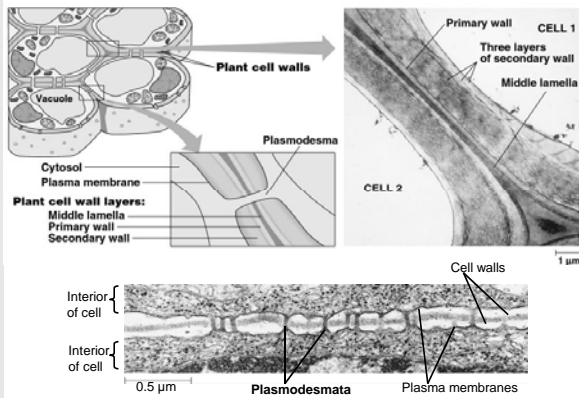 Plant cell walls
Vacuole
Plasmodesma
Cytosol
Plasma membrane
Plant cell wall layers:
Middle lamella
Primary wall
Secondary wall
Primary wall
CELL 1
Three layers
of secondary wall
Middle lamella
CELL 2
1 µm
Interior
of cell
Interior
of cell
0.5 µm
Plasmodesmata
Plasma membranes
Cell walls